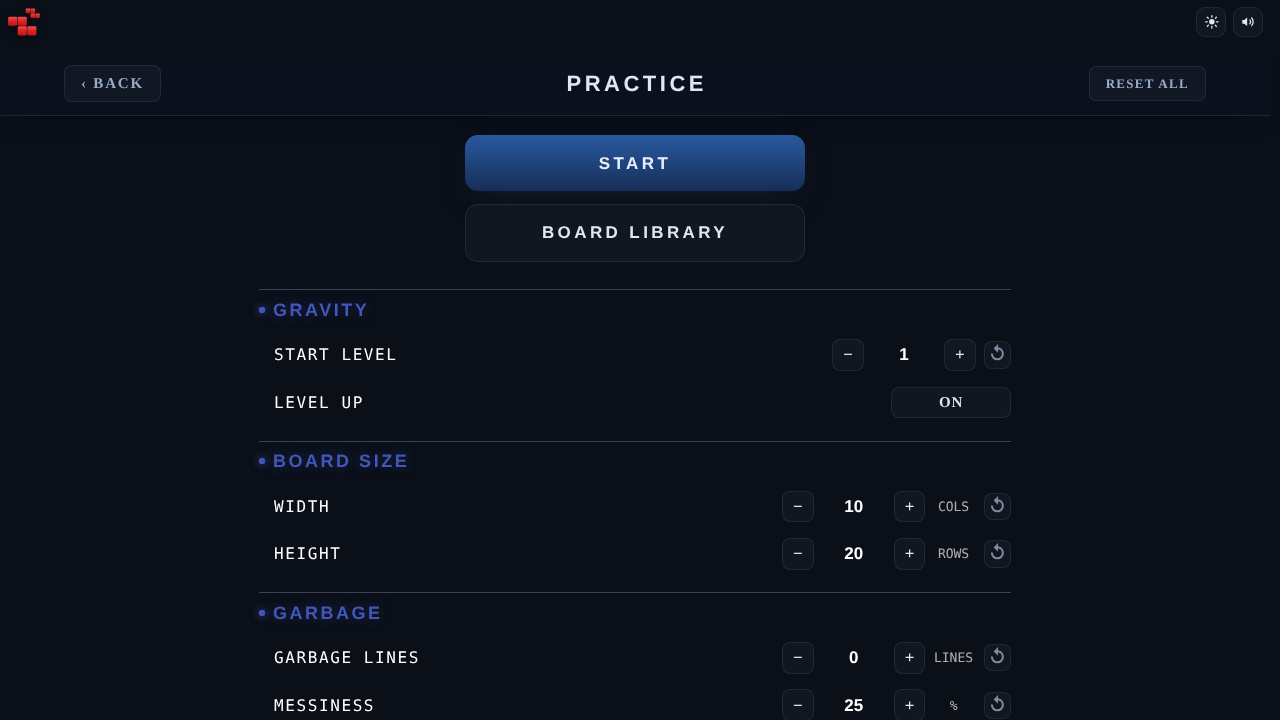 ‹ BACK
PRACTICE
RESET ALL
START
BOARD LIBRARY
GRAVITY
START LEVEL − 1 +
LEVEL UP ON
BOARD SIZE
WIDTH − 10 + COLS
HEIGHT − 20 + ROWS
GARBAGE
GARBAGE LINES − 0 + LINES
MESSINESS − 25 + %